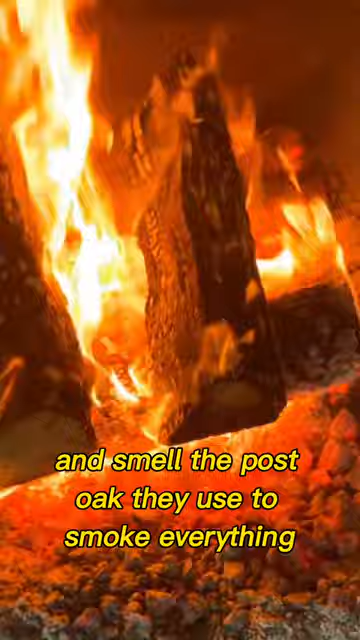 and smell the post
oak they use to
smoke everything